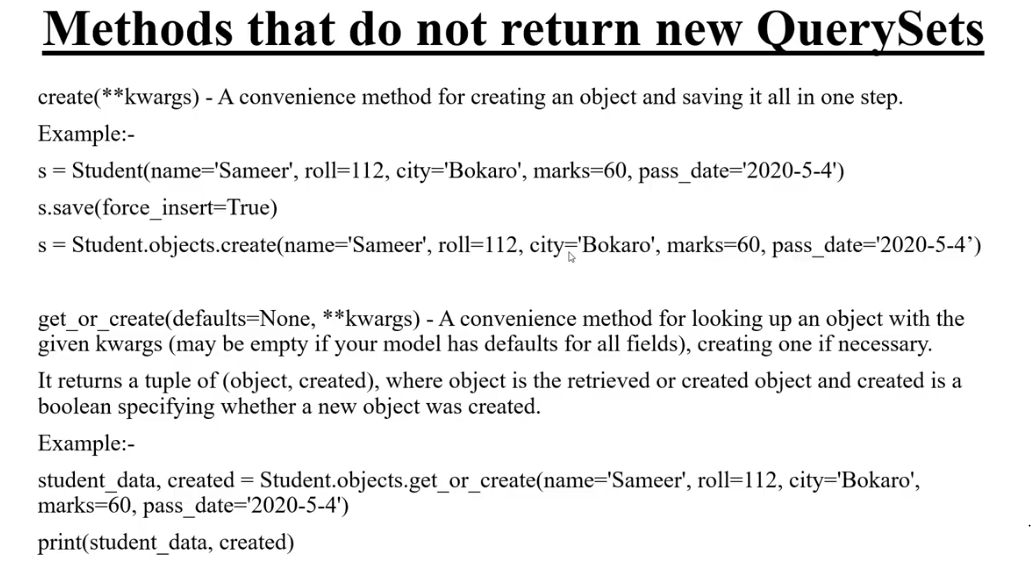 Methods that do not return new QuerySets
create(**kwargs) - A convenience method for creating an object and saving it all in one step.
Example:-
s = Student(name='Sameer', roll=112, city='Bokaro', marks=60, pass_date='2020-5-4')
s.save(force_insert=True)
s = Student.objects.create(name='Sameer', roll=112, city='Bokaro', marks=60, pass_date='2020-5-4’)
get_or_create(defaults=None, **kwargs) - A convenience method for looking up an object with the
given kwargs (may be empty if your model has defaults for all fields), creating one if necessary.
It returns a tuple of (object, created), where object is the retrieved or created object and created is a
boolean specifying whether a new object was created.
Example:-
student_data, created = Student.objects.get_or_create(name='Sameer', roll=112, city='Bokaro',
marks=60, pass_date='2020-5-4')
print(student_data, created)